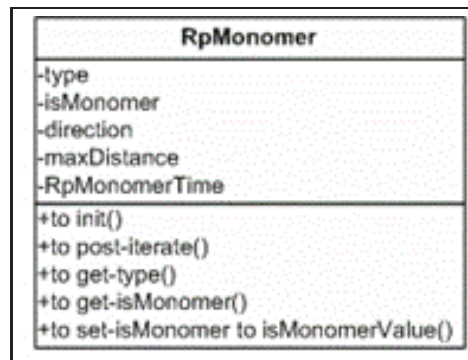 RpMonomer
-type
-isMonomer
-direction
-maxDistance
-RpMonomerTime
+to init()
+to post-iterate()
+to get-type()
+to get-isMonomer()
+to set-isMonomer to isMonomerValue()